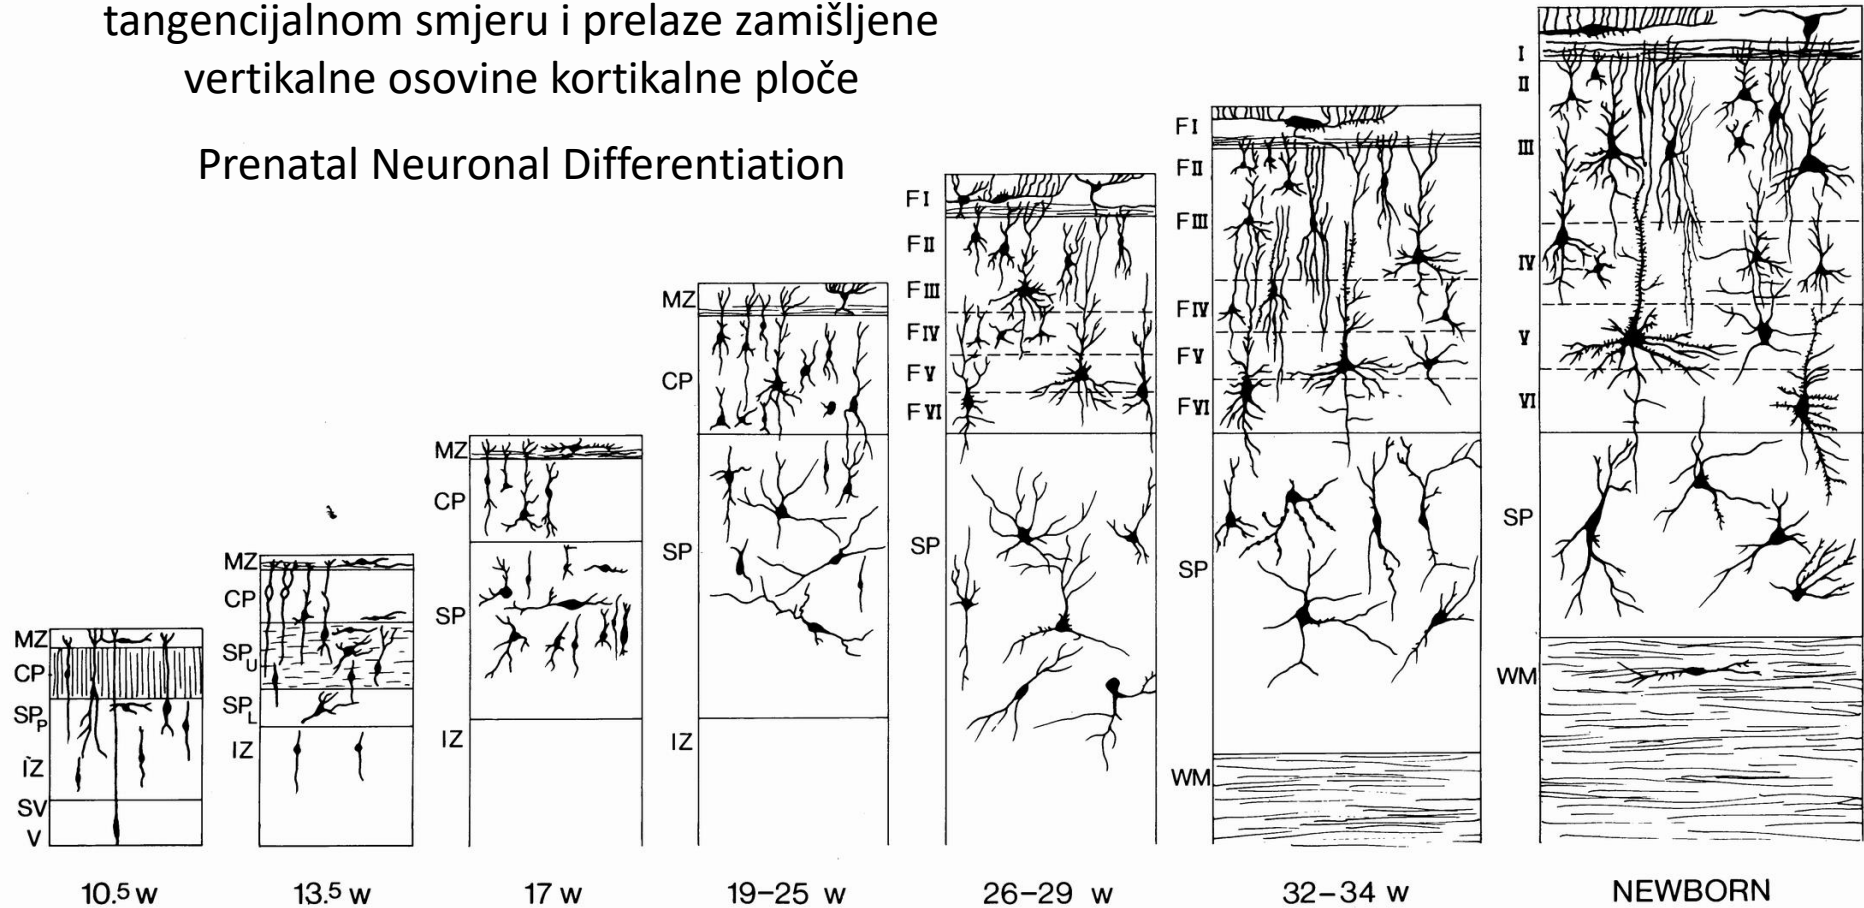 tangencijalnom smjeru i prelaze zamišljene
vertikalne osovine kortikalne ploče
Prenatal Neuronal Differentiation
MZ
CP
SPP
IZ
SV
V
10.5 w
MZ
CP
SPU
SPL
IZ
13.5 w
MZ
CP
SP
IZ
17 w
MZ
CP
SP
IZ
19-25 w
FI
FII
FIII
FIV
FV
FVI
SP
26-29 w
FI
FII
FIII
FIV
FV
FVI
SP
WM
32-34 w
I
II
III
IV
V
VI
SP
WM
NEWBORN